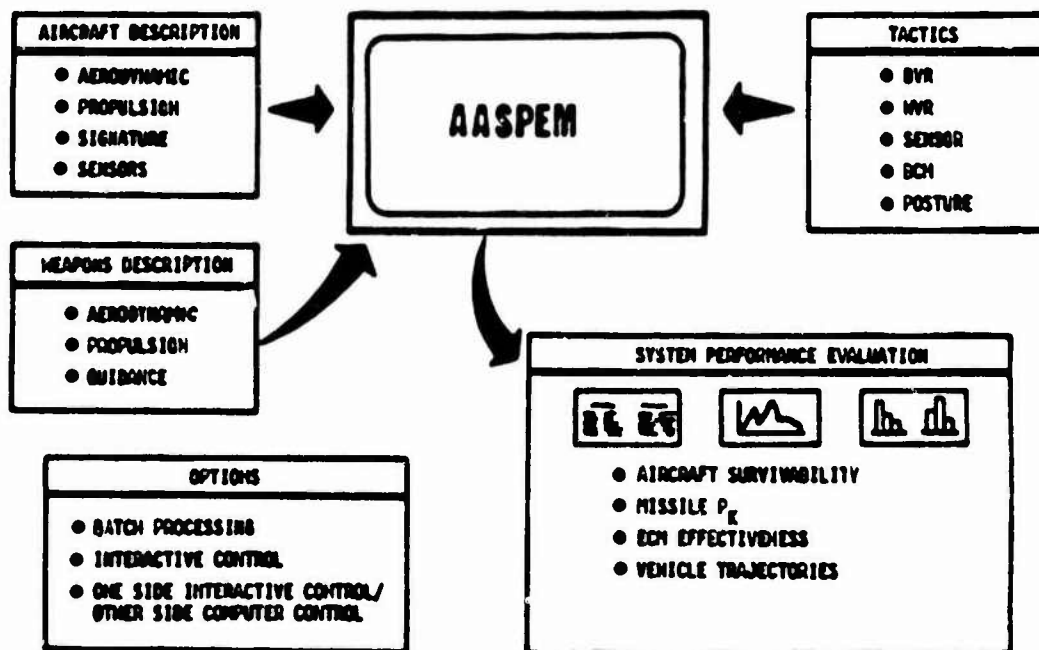 AIRCRAFT DESCRIPTION
● AERODYNAMIC
● PROPULSION
● SIGNATURE
● SENSORS
AASPEM
TACTICS
● BVR
● WVR
● SENSOR
● ECM
● POSTURE
WEAPONS DESCRIPTION
● AERODYNAMIC
● PROPULSION
● GUIDANCE
SYSTEM PERFORMANCE EVALUATION
● AIRCRAFT SURVIVABILITY
● MISSILE P_K
● ECM EFFECTIVENESS
● VEHICLE TRAJECTORIES
OPTIONS
● BATCH PROCESSING
● INTERACTIVE CONTROL
● ONE SIDE INTERACTIVE CONTROL/
OTHER SIDE COMPUTER CONTROL